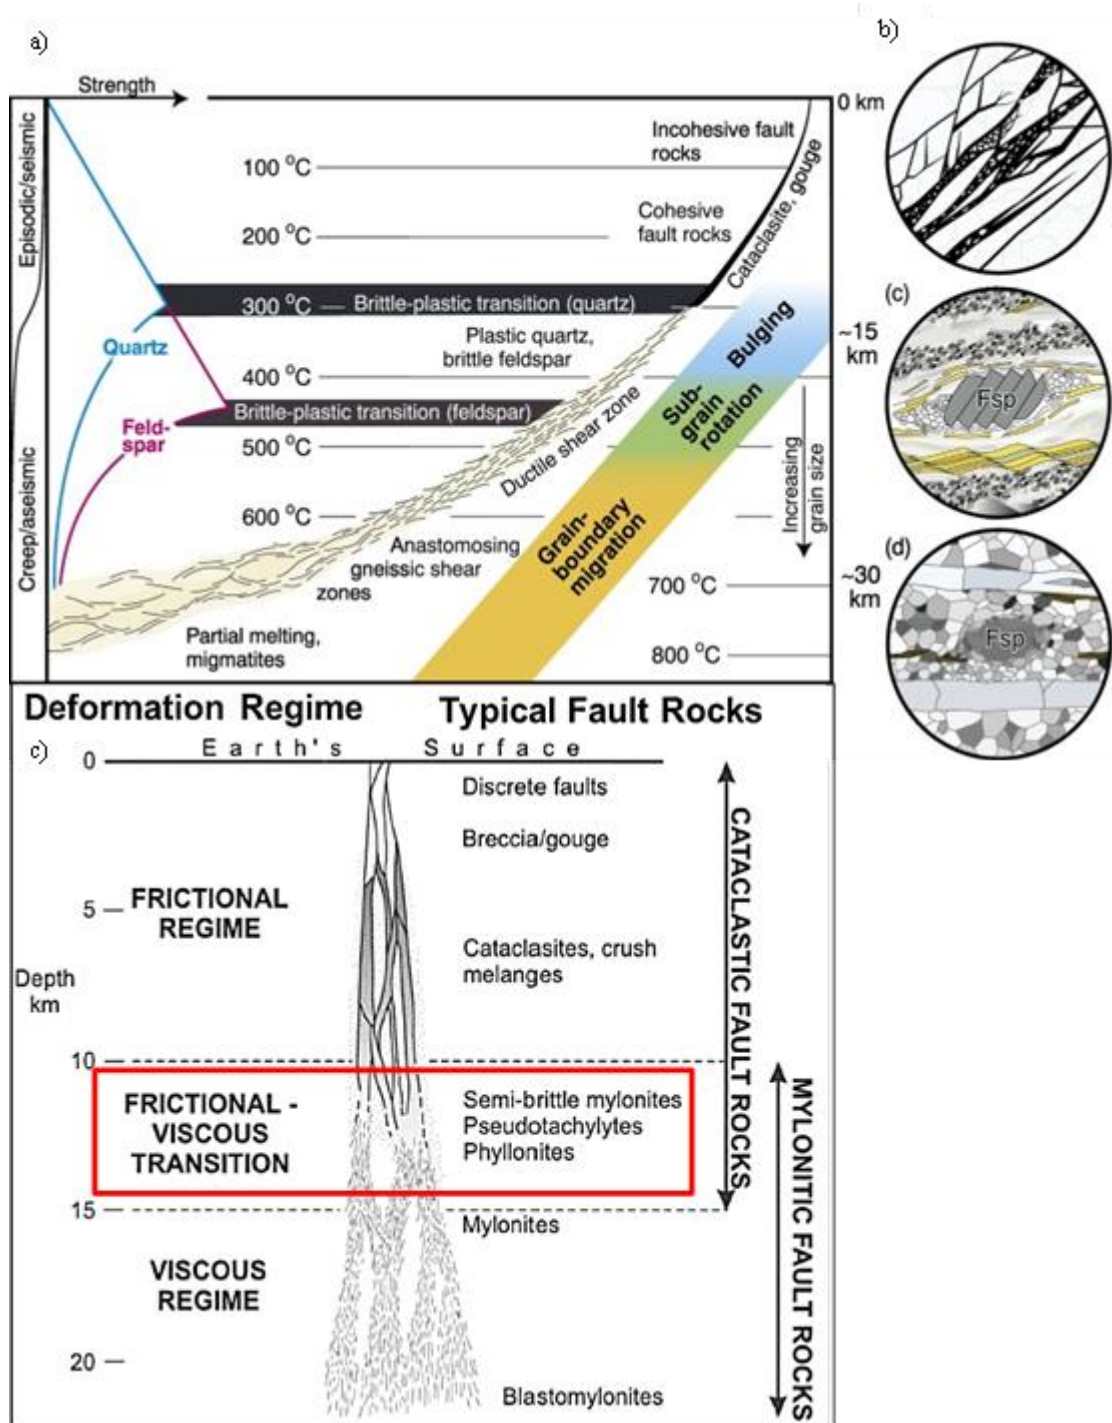 a)
b)
Strength
0 km
Episodic/seismic
Creep/aseismic
Incohesive fault
rocks
100 °C
Cohesive
fault rocks
200 °C
Cataclasite, gouge
300 °C
Brittle-plastic transition (quartz)
Quartz
Plastic quartz,
brittle feldspar
Bulging
~15
km
(c)
Fsp
400 °C
Brittle-plastic transition (feldspar)
Feld-
spar
Sub-
grain
rotation
500 °C
Ductile shear zone
Increasing
grain size
600 °C
Anastomosing
gneissic shear
zones
Grain-
boundary
migration
700 °C
~30
km
(d)
Fsp
Partial melting,
migmatites
800 °C
Deformation Regime
Typical Fault Rocks
c)
Earth's Surface
0
Discrete faults
Breccia/gouge
FRICTIONAL
REGIME
5
Cataclasites, crush
melanges
Depth
km
10
FRICTIONAL -
VISCOUS
TRANSITION
Semi-brittle mylonites
Pseudotachylytes
Phyllonites
15
Mylonites
VISCOUS
REGIME
20
Blastomylonites
CATACLASTIC FAULT ROCKS
MYLONITIC FAULT ROCKS